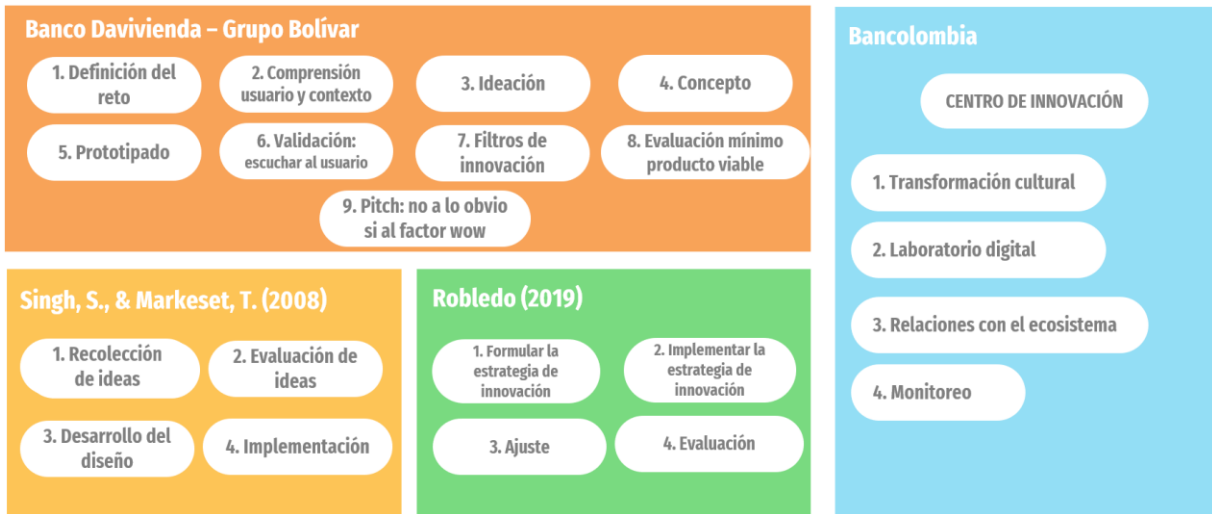 Banco Davivienda – Grupo Bolívar
1. Definición del
reto
2. Comprensión
usuario y contexto
3. Ideación
4. Concepto
5. Prototipado
6. Validación:
escuchar al usuario
7. Filtros de
innovación
8. Evaluación mínimo
producto viable
9. Pitch: no a lo obvio
si al factor wow
Bancolombia
CENTRO DE INNOVACIÓN
1. Transformación cultural
2. Laboratorio digital
3. Relaciones con el ecosistema
4. Monitoreo
Singh, S., & Markeset, T. (2008)
1. Recolección
de ideas
2. Evaluación de
ideas
3. Desarrollo del
diseño
4. Implementación
Robledo (2019)
1. Formular la
estrategia de
innovación
2. Implementar la
estrategia de
innovación
3. Ajuste
4. Evaluación